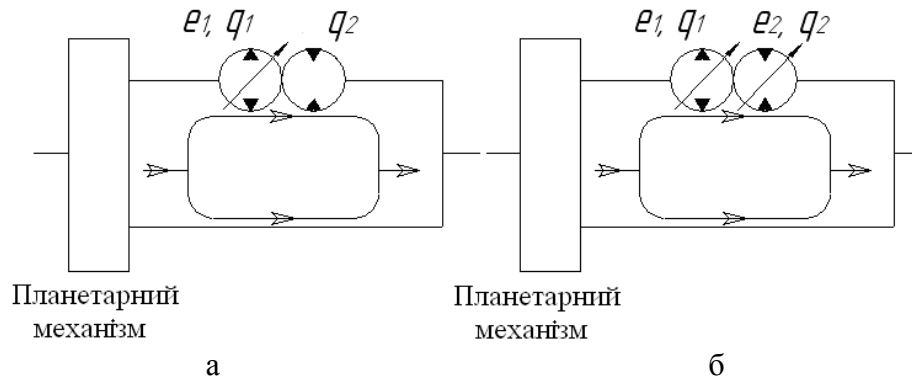 e1, q1 q2 e1, q1 e2, q2
Планетарний Планетарний
механізм механізм
а б